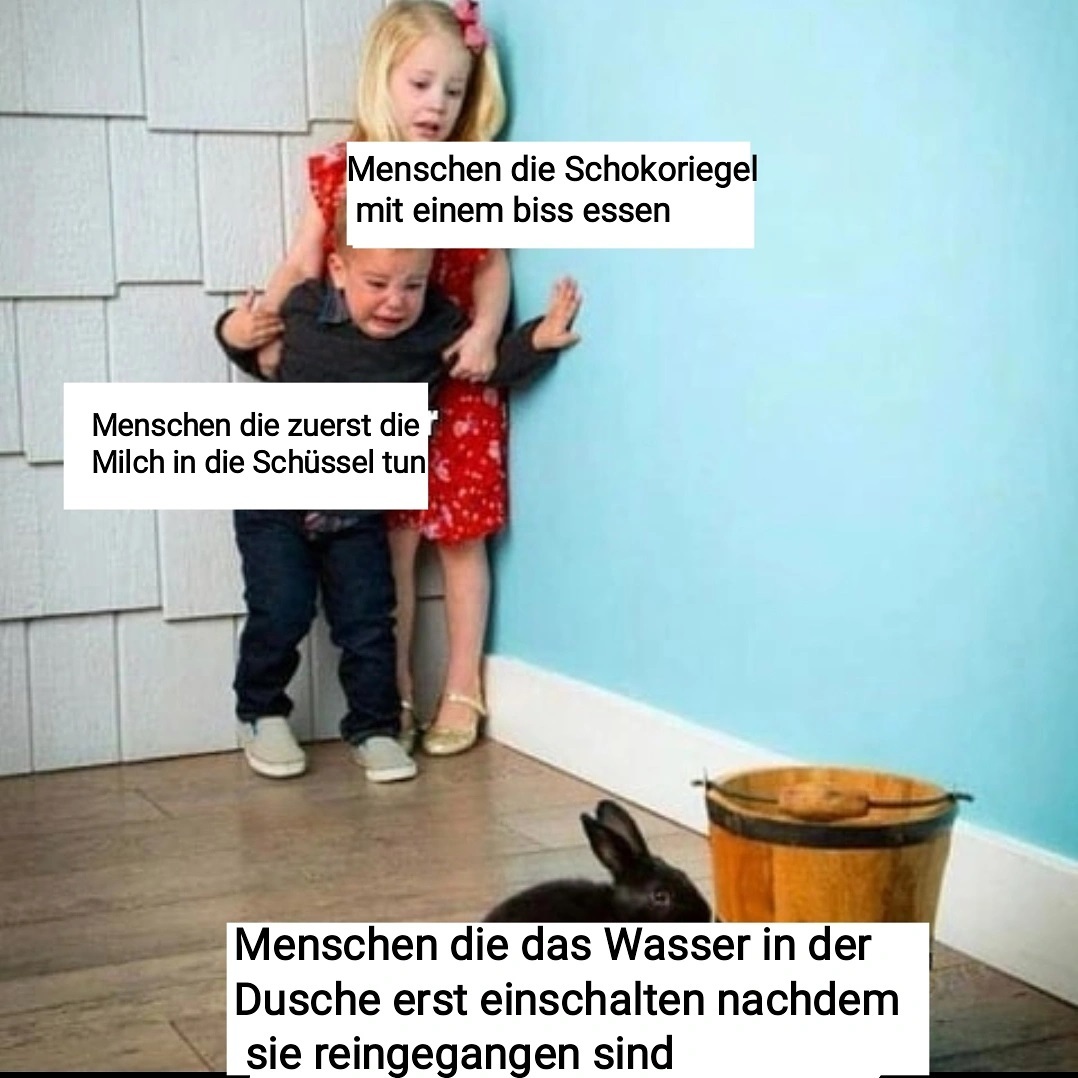 Menschen die Schokoriegel
mit einem biss essen
Menschen die zuerst die
Milch in die Schüssel tun
Menschen die das Wasser in der
Dusche erst einschalten nachdem
sie reingegangen sind